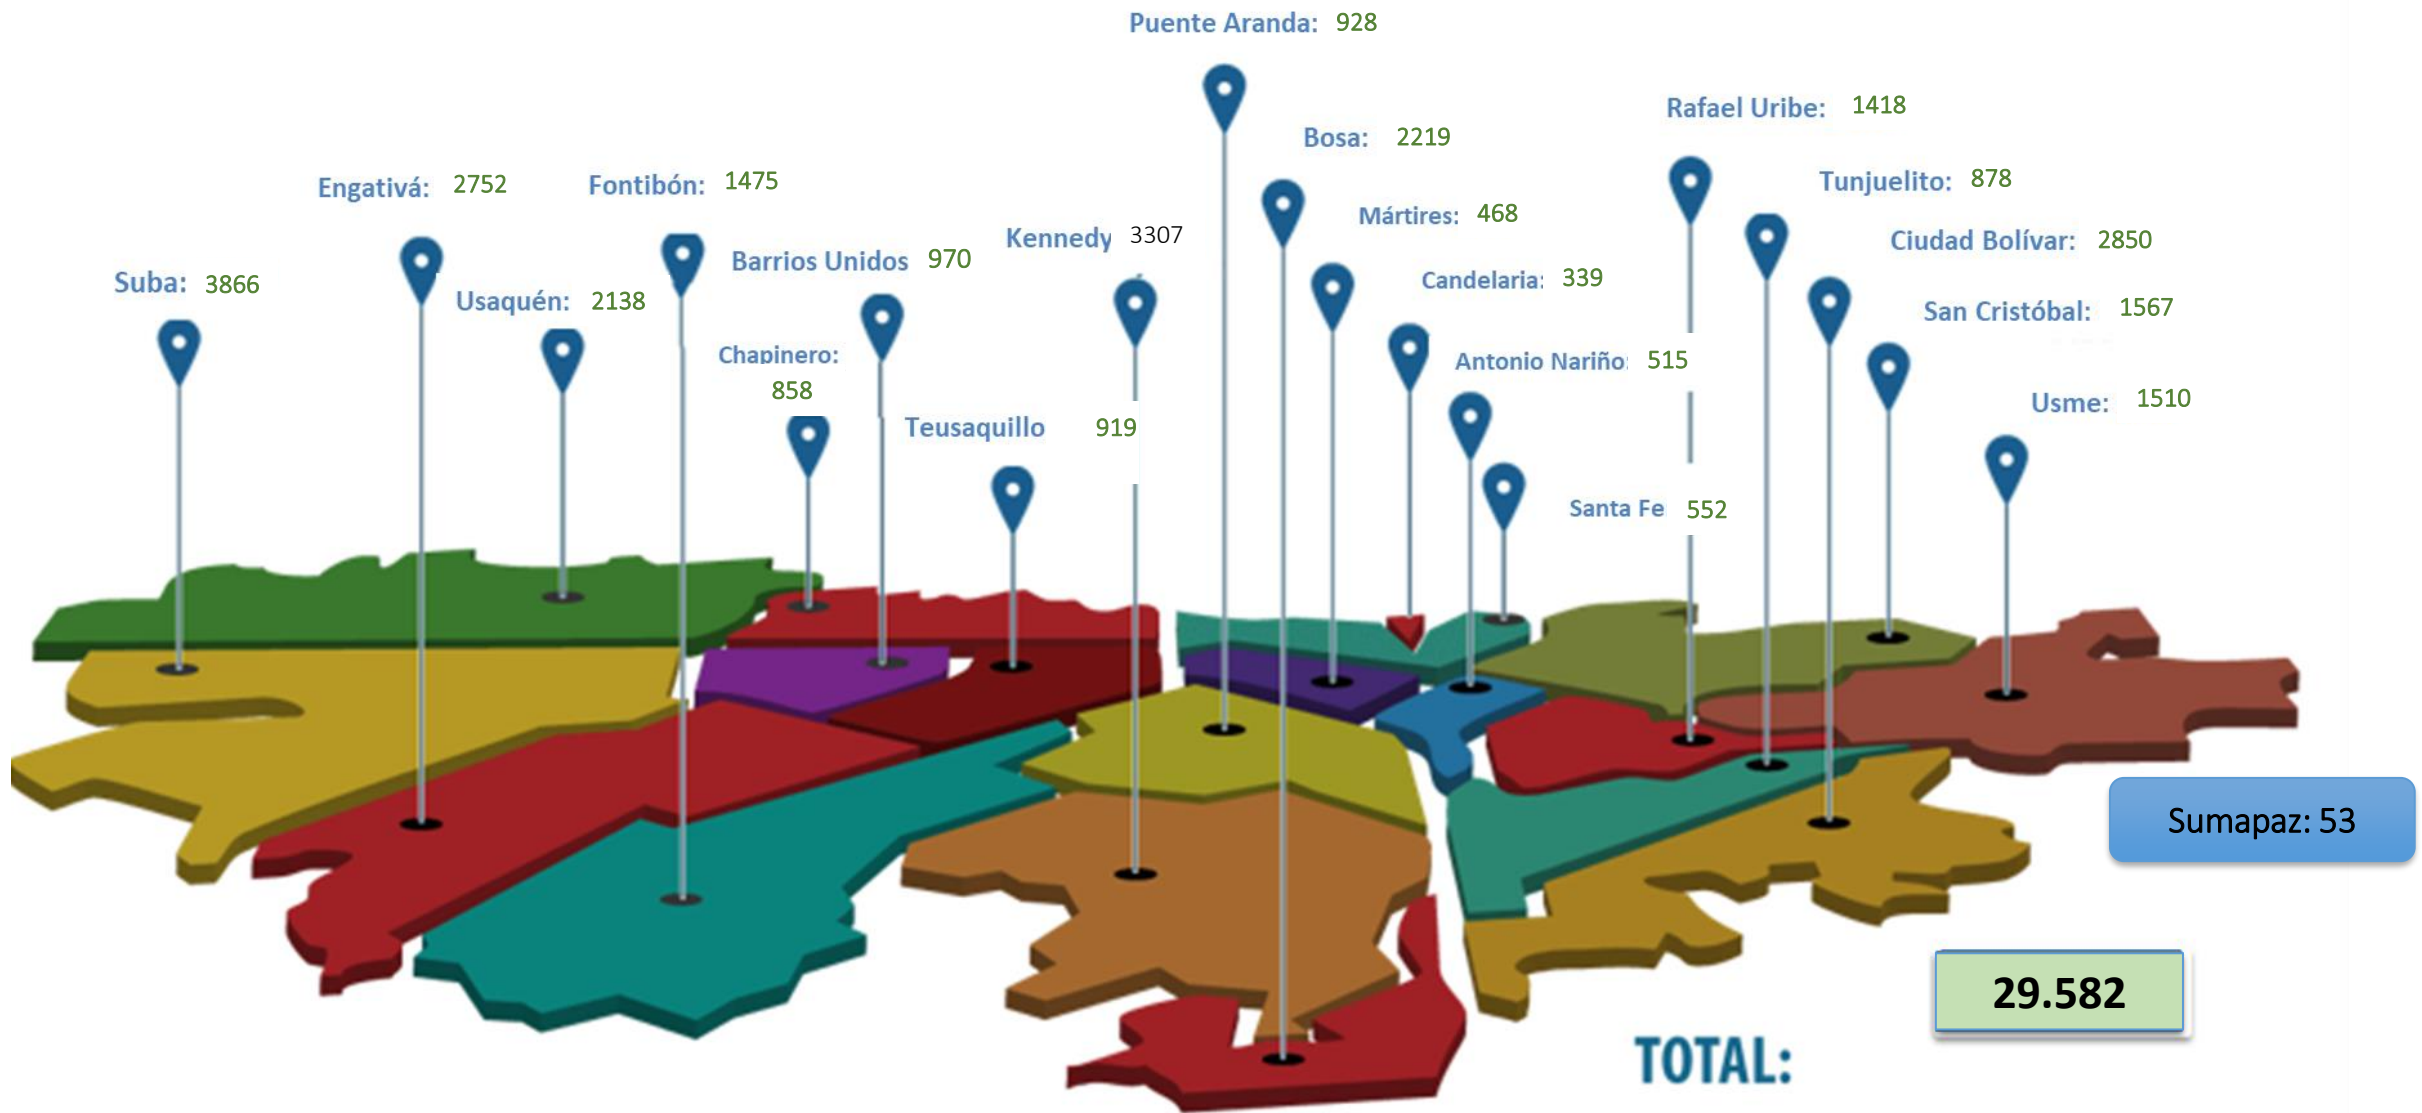 Puente Aranda: 928
Rafael Uribe: 1418
Bosa: 2219
Engativá: 2752
Fontibón: 1475
Tunjuelito: 878
Mártires: 468
Kennedy 3307
Ciudad Bolívar: 2850
Barrios Unidos 970
Suba: 3866
Candelaria: 339
Usaquén: 2138
San Cristóbal: 1567
Chapinero:
858
Antonio Nariño: 515
Usme: 1510
Teusaquillo 919
Santa Fe 552
Sumapaz: 53
29.582
TOTAL: